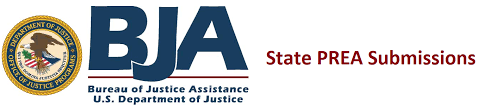 DEPARTMENT OF JUSTICE
OFFICE OF JUSTICE PROGRAMS
BJA
Bureau of Justice Assistance
U.S. Department of Justice
State PREA Submissions